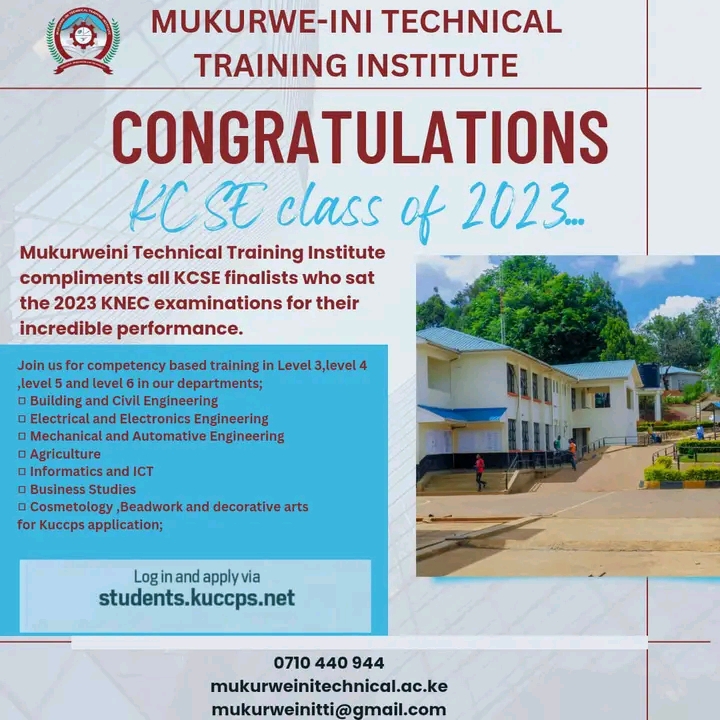 MUKURWE-INI TECHNICAL
TRAINING INSTITUTE
CONGRATULATIONS
KCSE class of 2023...
Mukurweini Technical Training Institute
compliments all KCSE finalists who sat
the 2023 KNEC examinations for their
incredible performance.
Join us for competency based training in Level 3,level 4
,level 5 and level 6 in our departments;
□ Building and Civil Engineering
□ Electrical and Electronics Engineering
□ Mechanical and Automative Engineering
□ Agriculture
□ Informatics and ICT
□ Business Studies
□ Cosmetology ,Beadwork and decorative arts
for Kuccps application;
Log in and apply via
students.kuccps.net
0710 440 944
mukurweinitechnical.ac.ke
mukurweinitti@gmail.com